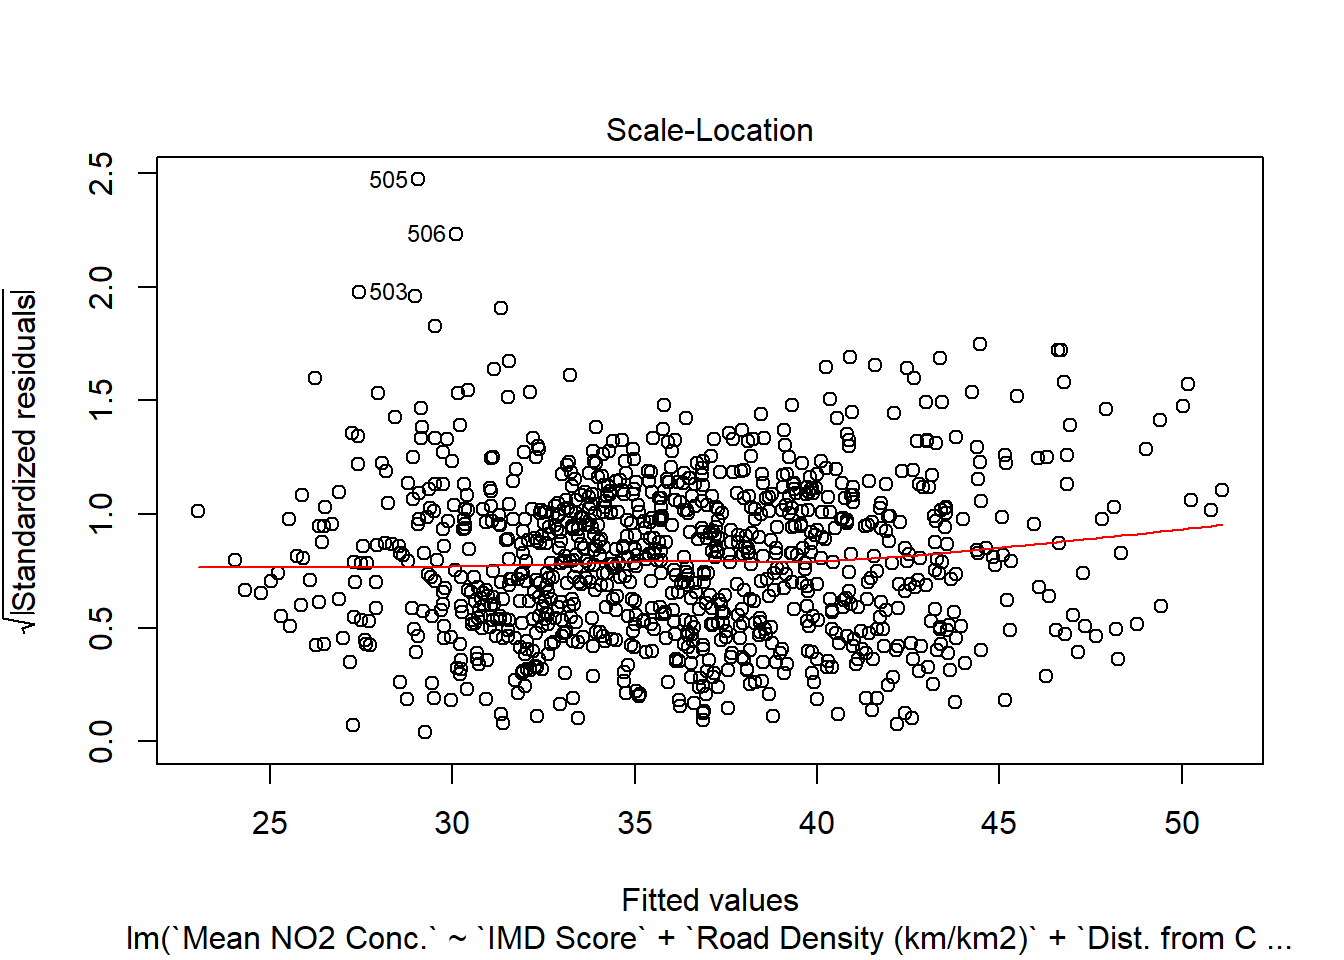 Scale-Location
√|Standardized residuals|
2.5
2.0
1.5
1.0
0.5
0.0
505
506
503
25 30 35 40 45 50
Fitted values
lm(`Mean NO2 Conc.` ~ `IMD Score` + `Road Density (km/km2)` + `Dist. from C ...